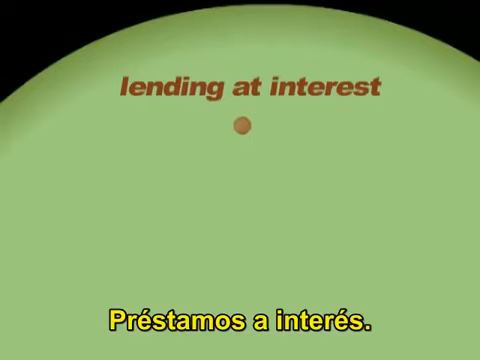 lending at interest
Préstamos a interés.